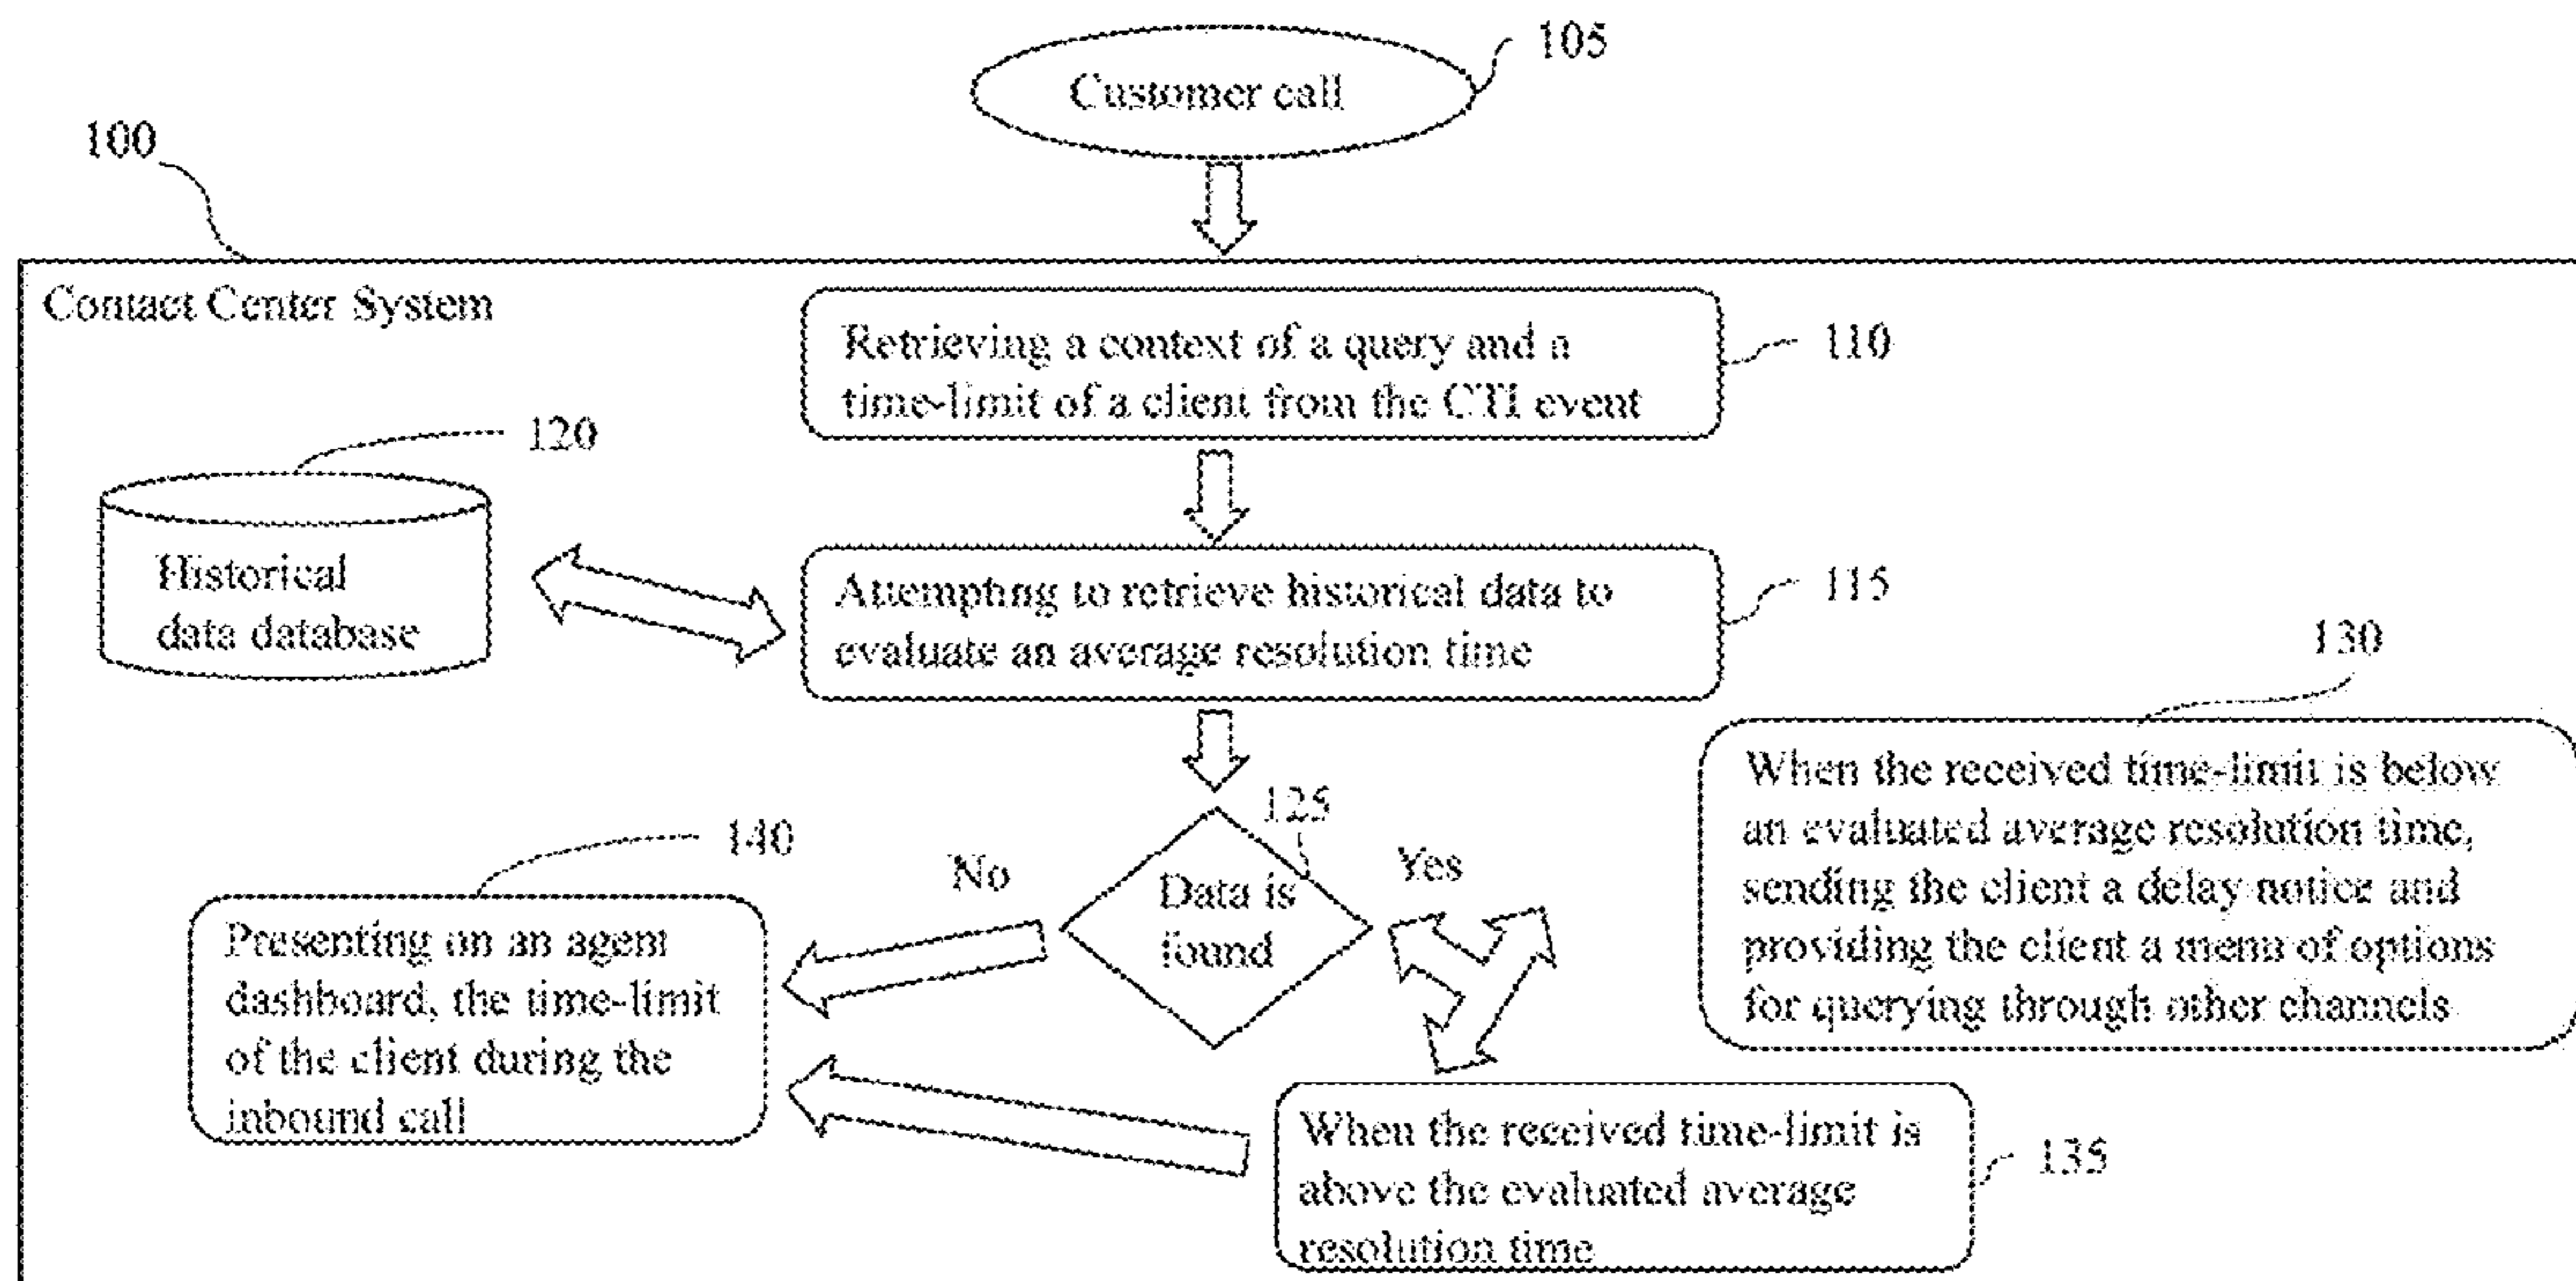 Customer call
105
100
Contact Center System
Retrieving a context of a query and a
time-limit of a client from the CTI event
110
120
Historical
data database
Attempting to retrieve historical data to
evaluate an average resolution time
115
130
When the received time-limit is below
an evaluated average resolution time,
sending the client a delay notice and
providing the client a menu of options
for querying through other channels
125
Data is
found
No
Yes
140
Presenting on an agent
dashboard, the time-limit
of the client during the
inbound call
When the received time-limit is
above the evaluated average
resolution time
135